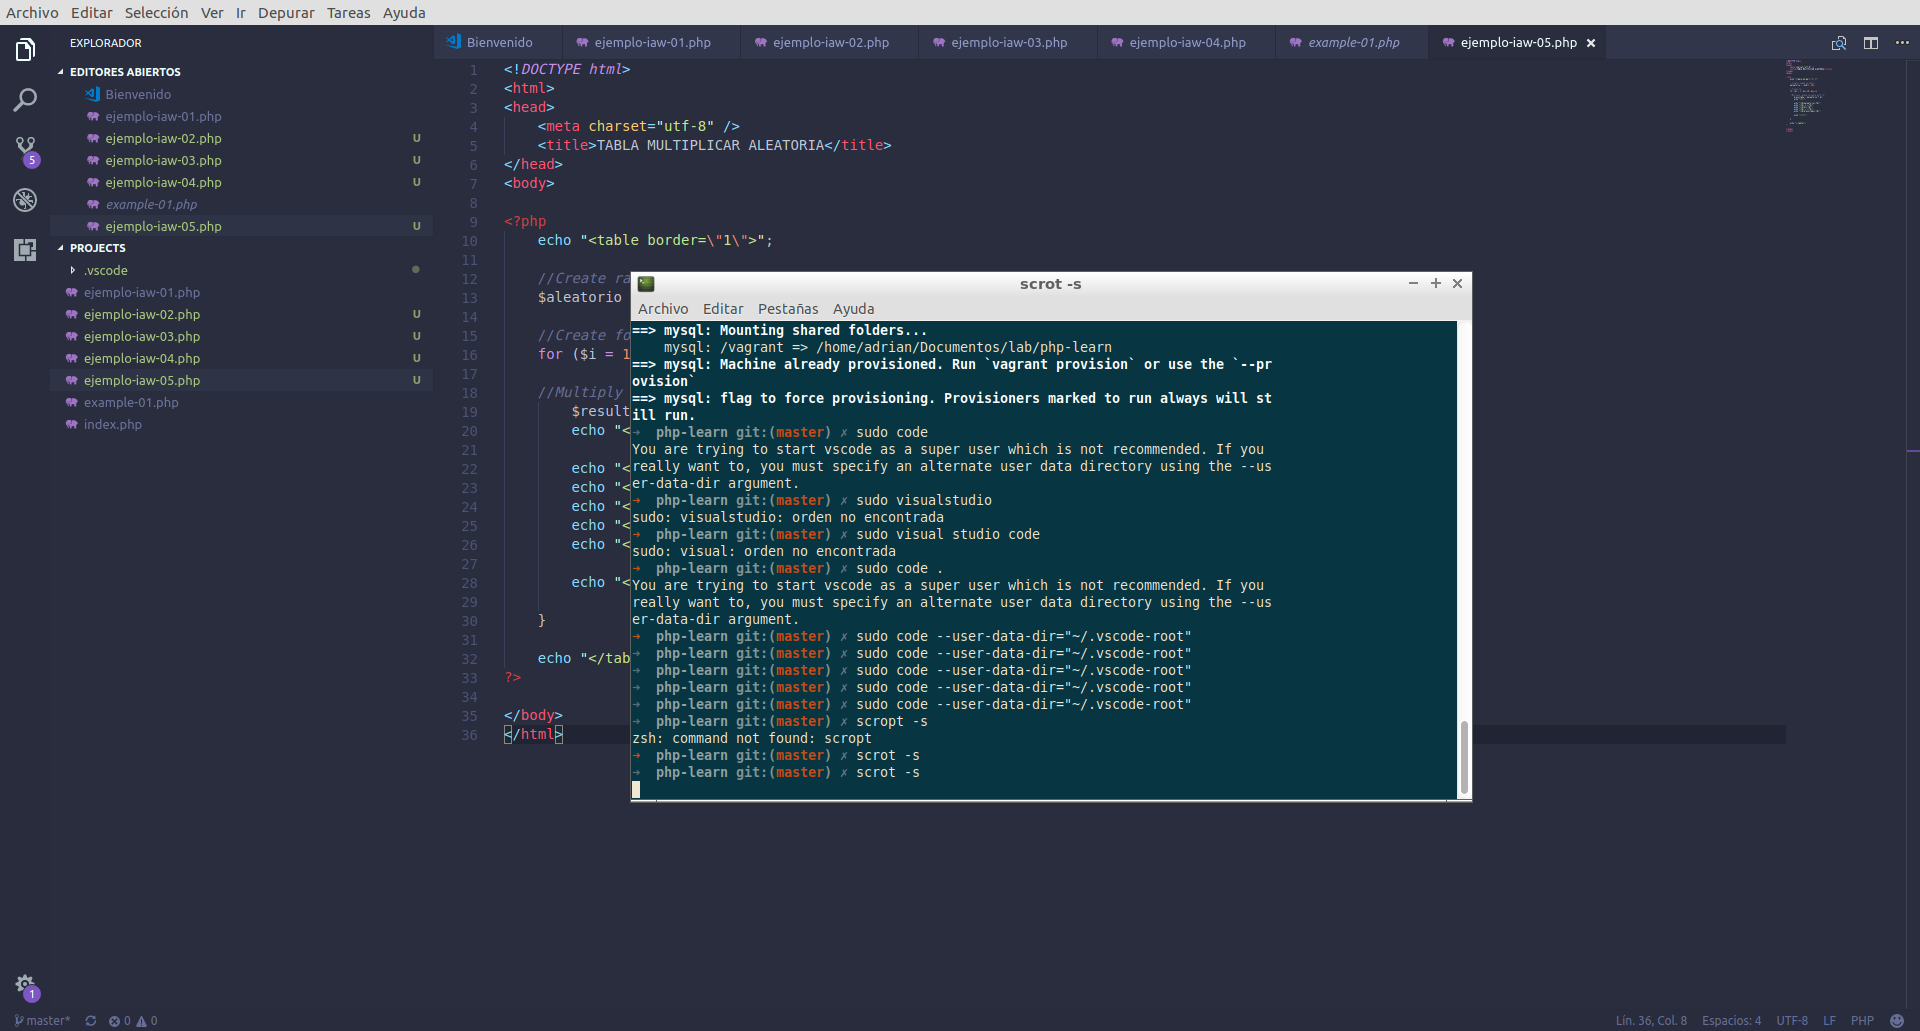 Archivo Editar Selección Ver Ir Depurar Tareas Ayuda
EXPLORADOR
EDITORES ABIERTOS
Bienvenido
ejemplo-iaw-01.php
ejemplo-iaw-02.php U
ejemplo-iaw-03.php U
ejemplo-iaw-04.php U
example-01.php
ejemplo-iaw-05.php U
PROJECTS
.vscode
ejemplo-iaw-01.php
ejemplo-iaw-02.php U
ejemplo-iaw-03.php U
ejemplo-iaw-04.php U
ejemplo-iaw-05.php U
example-01.php
index.php
5
1
Bienvenido ejemplo-iaw-01.php ejemplo-iaw-02.php ejemplo-iaw-03.php ejemplo-iaw-04.php example-01.php ejemplo-iaw-05.php ×
1 <!DOCTYPE html>
2 <html>
3 <head>
4 <meta charset="utf-8" />
5 <title>TABLA MULTIPLICAR ALEATORIA</title>
6 </head>
7 <body>
8
9 <?php
10 echo "<table border=\"1\">";
11
12 //Create ra
13 $aleatorio
14
15 //Create fo
16 for ($i = 1
17
18 //Multiply
19 $result
20 echo "<
21
22 echo "<
23 echo "<
24 echo "<
25 echo "<
26 echo "<
27
28 echo "<
29
30 }
31
32 echo "</tab
33 ?>
34
35 </body>
36 </html>
scrot -s
Archivo Editar Pestañas Ayuda
==> mysql: Mounting shared folders...
mysql: /vagrant => /home/adrian/Documentos/lab/php-learn
==> mysql: Machine already provisioned. Run `vagrant provision` or use the `--pr
ovision`
==> mysql: flag to force provisioning. Provisioners marked to run always will st
ill run.
→ php-learn git:(master) ✗ sudo code
You are trying to start vscode as a super user which is not recommended. If you
really want to, you must specify an alternate user data directory using the --us
er-data-dir argument.
→ php-learn git:(master) ✗ sudo visualstudio
sudo: visualstudio: orden no encontrada
→ php-learn git:(master) ✗ sudo visual studio code
sudo: visual: orden no encontrada
→ php-learn git:(master) ✗ sudo code .
You are trying to start vscode as a super user which is not recommended. If you
really want to, you must specify an alternate user data directory using the --us
er-data-dir argument.
→ php-learn git:(master) ✗ sudo code --user-data-dir="~/.vscode-root"
→ php-learn git:(master) ✗ sudo code --user-data-dir="~/.vscode-root"
→ php-learn git:(master) ✗ sudo code --user-data-dir="~/.vscode-root"
→ php-learn git:(master) ✗ sudo code --user-data-dir="~/.vscode-root"
→ php-learn git:(master) ✗ sudo code --user-data-dir="~/.vscode-root"
→ php-learn git:(master) ✗ scropt -s
zsh: command not found: scropt
→ php-learn git:(master) ✗ scrot -s
→ php-learn git:(master) ✗ scrot -s
master* 0 0 Lín. 36, Col. 8 Espacios: 4 UTF-8 LF PHP